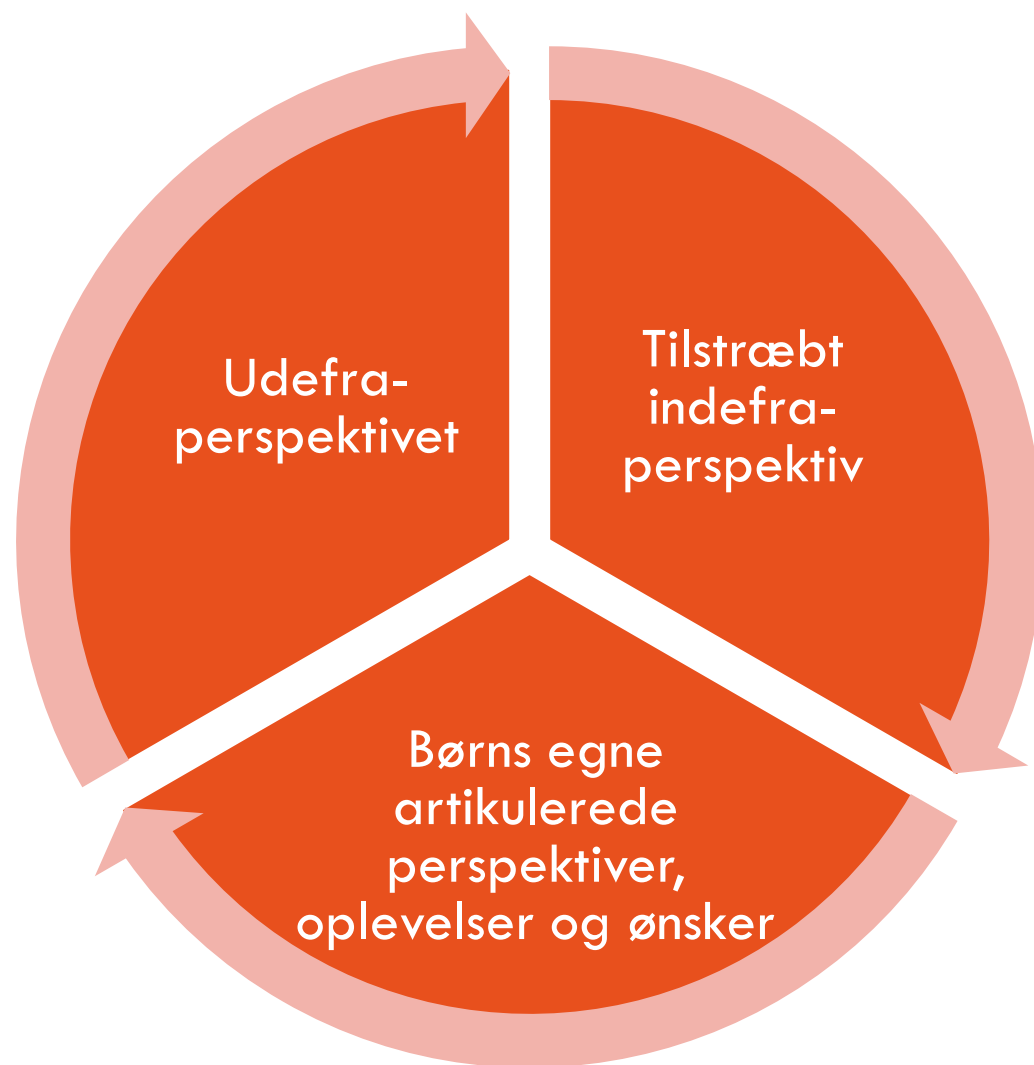 Udefra-
perspektivet
Tilstræbt
indefra-
perspektiv
Børns egne
artikulerede
perspektiver,
oplevelser og ønsker